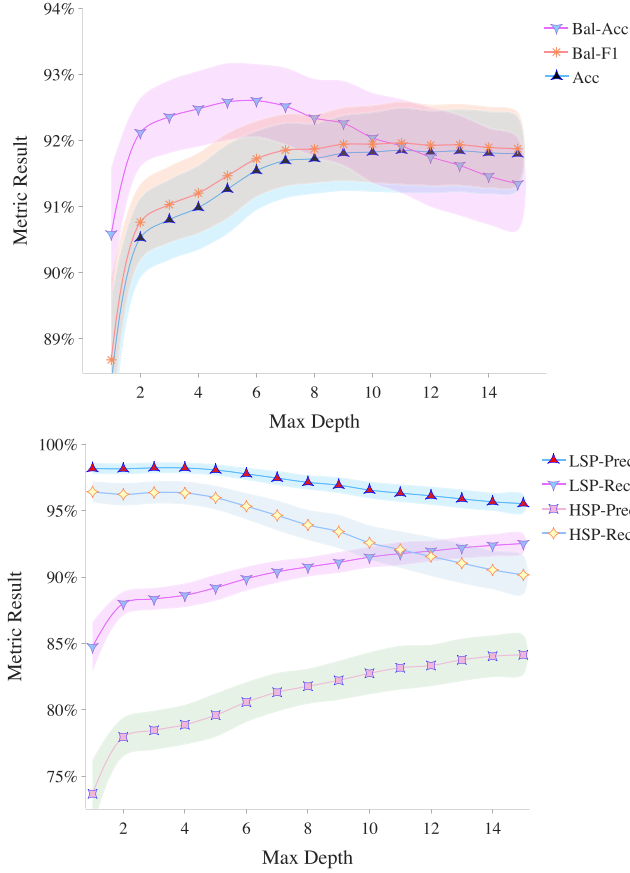 94%
93%
92%
91%
90%
89%
Metric Result
2 4 6 8 10 12 14
Max Depth
Bal-Acc
Bal-F1
Acc
100%
95%
90%
85%
80%
75%
Metric Result
2 4 6 8 10 12 14
Max Depth
LSP-Prec
LSP-Rec
HSP-Prec
HSP-Rec